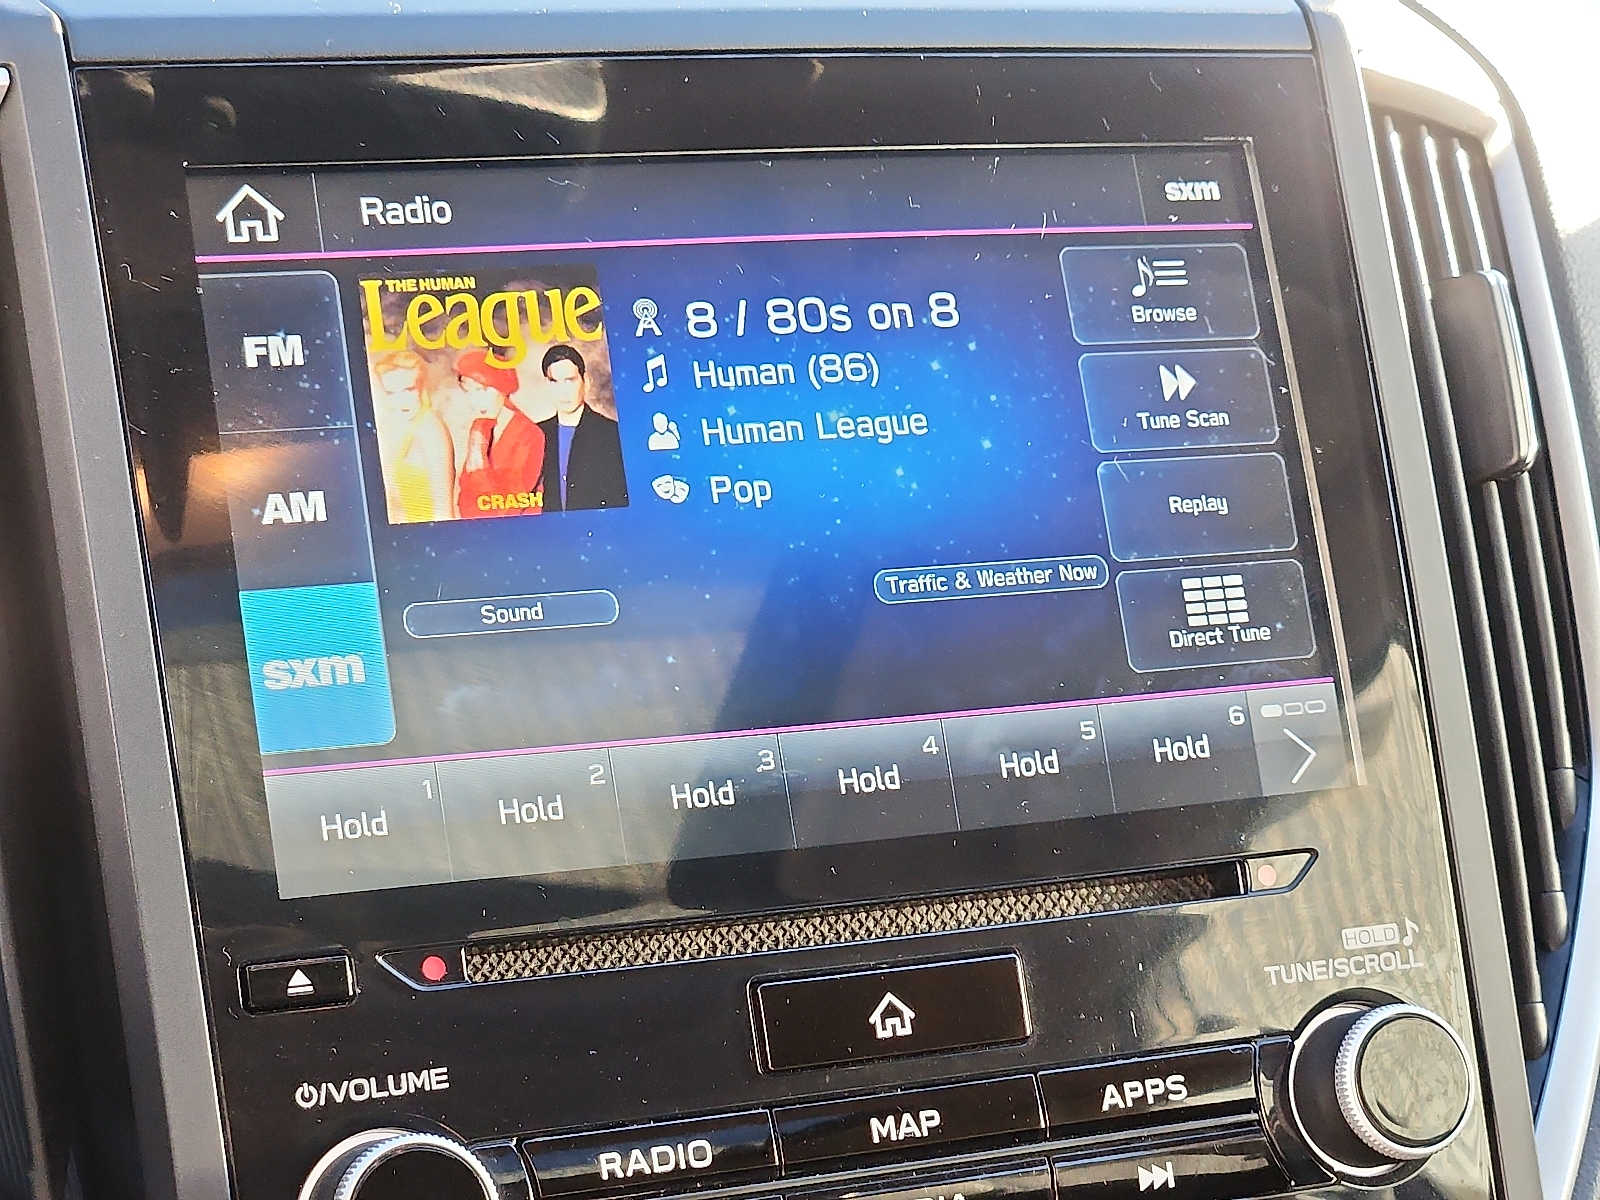 Radio
sxm
FM
AM
sxm
THE HUMAN
League
CRASH
8 / 80s on 8
Human (86)
Human League
Pop
Browse
Tune Scan
Replay
Direct Tune
Sound
Traffic & Weather Now
1 Hold
2 Hold
3 Hold
4 Hold
5 Hold
6 Hold
HOLD
TUNE/SCROLL
/VOLUME
RADIO
MAP
APPS